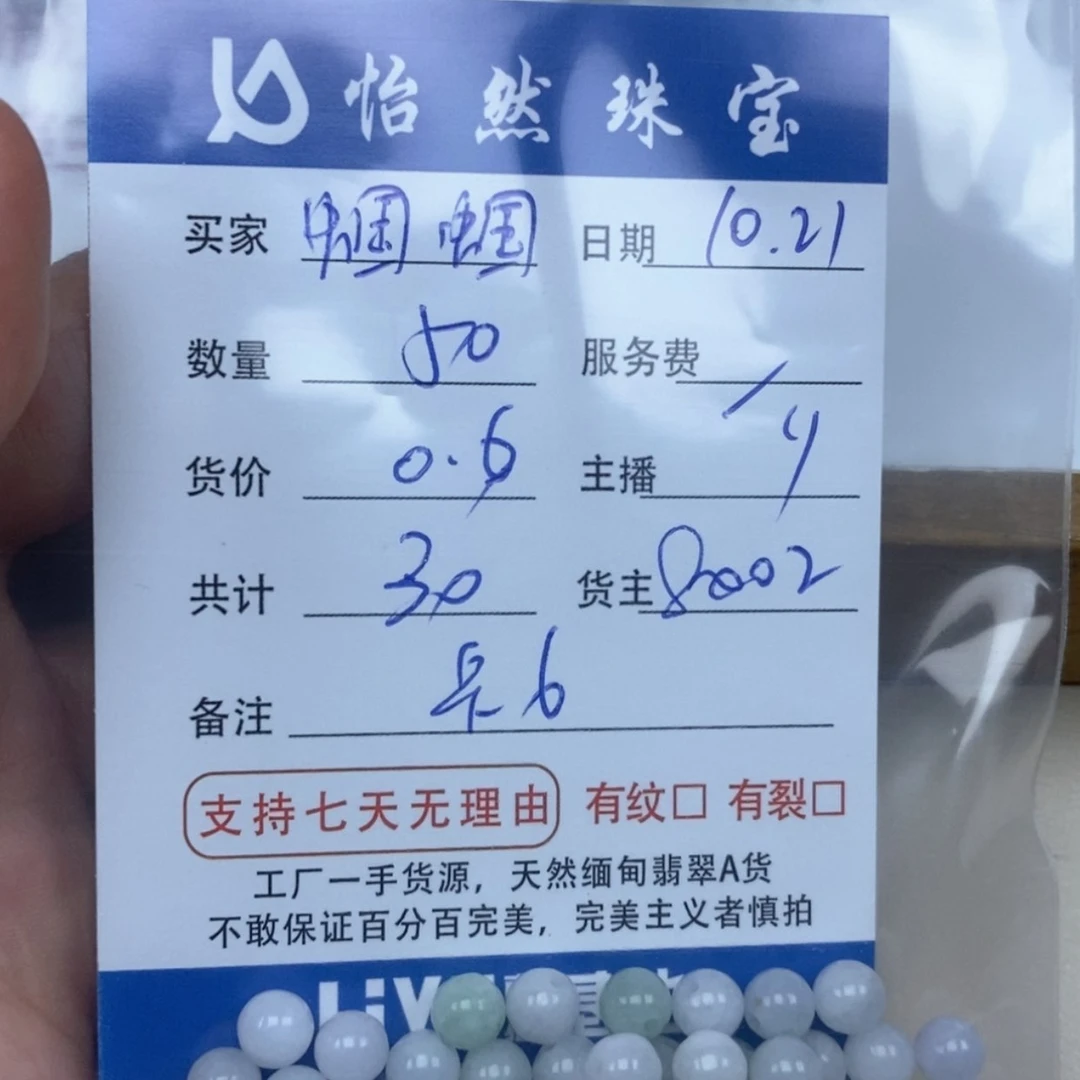 怡然珠宝
买家 蝈蝈 日期 10.21
数量 50 服务费 /
货价 0.6 主播 y
共计 30 货主 8002
备注 卡6
支持七天无理由 有纹□ 有裂□
工厂一手货源，天然缅甸翡翠A货
不敢保证百分百完美，完美主义者慎拍